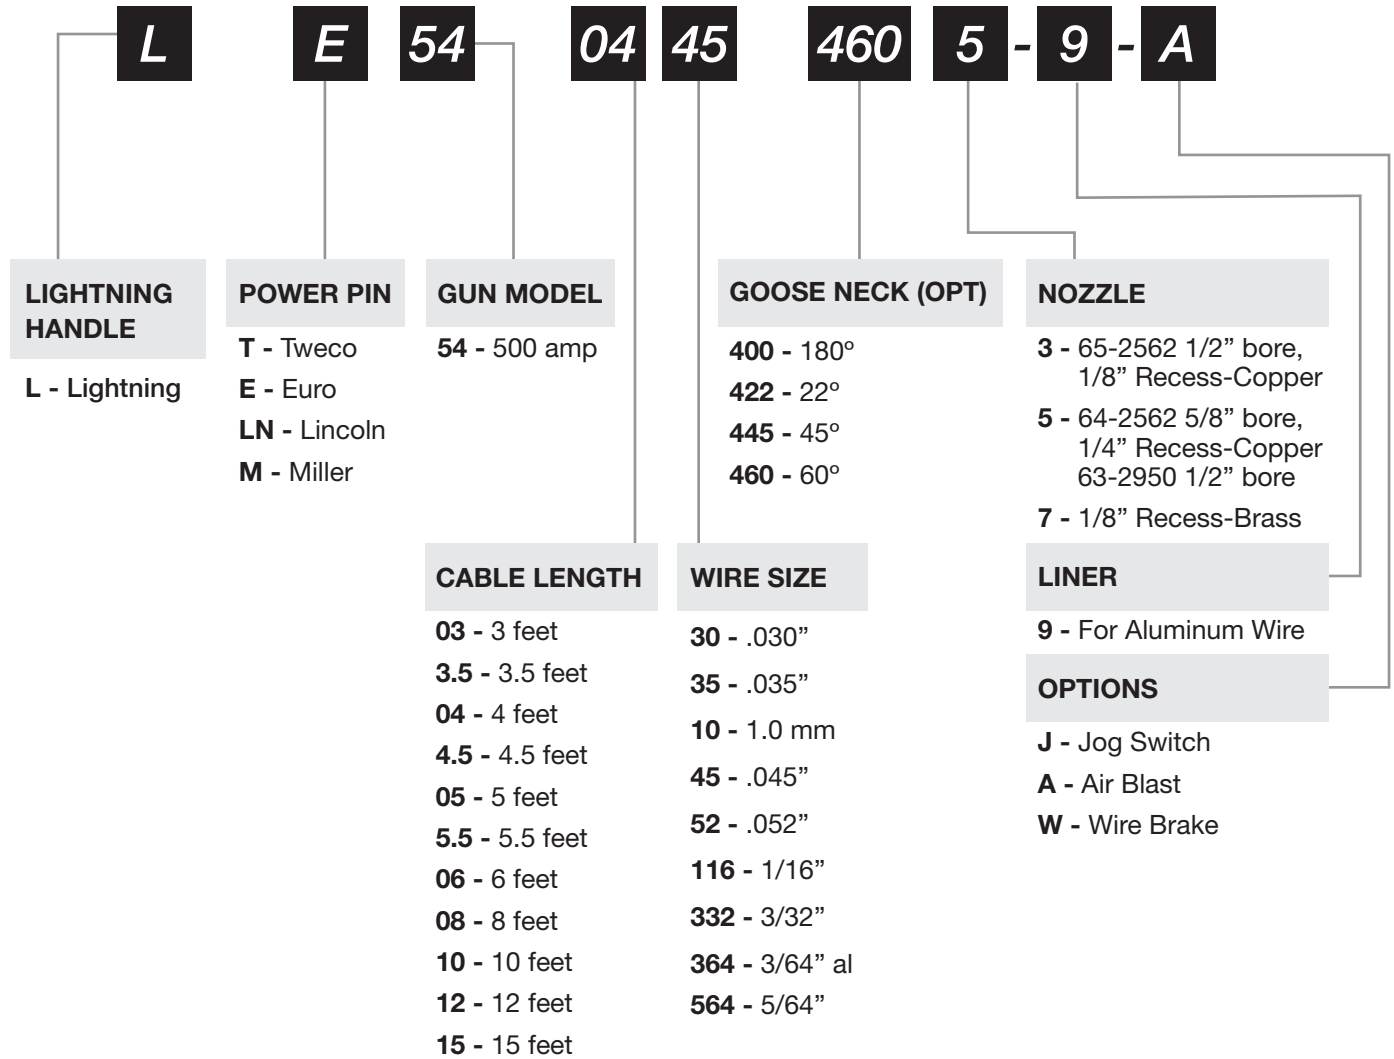 L E 54 04 45 460 5 - 9 - A
LIGHTNING
HANDLE
L - Lightning
POWER PIN
T - Tweco
E - Euro
LN - Lincoln
M - Miller
GUN MODEL
54 - 500 amp
CABLE LENGTH
03 - 3 feet
3.5 - 3.5 feet
04 - 4 feet
4.5 - 4.5 feet
05 - 5 feet
5.5 - 5.5 feet
06 - 6 feet
08 - 8 feet
10 - 10 feet
12 - 12 feet
15 - 15 feet
WIRE SIZE
30 - .030”
35 - .035”
10 - 1.0 mm
45 - .045”
52 - .052”
116 - 1/16”
332 - 3/32”
364 - 3/64” al
564 - 5/64”
GOOSE NECK (OPT)
400 - 180º
422 - 22º
445 - 45º
460 - 60º
NOZZLE
3 - 65-2562 1/2” bore,
1/8” Recess-Copper
5 - 64-2562 5/8” bore,
1/4” Recess-Copper
63-2950 1/2” bore
7 - 1/8” Recess-Brass
LINER
9 - For Aluminum Wire
OPTIONS
J - Jog Switch
A - Air Blast
W - Wire Brake